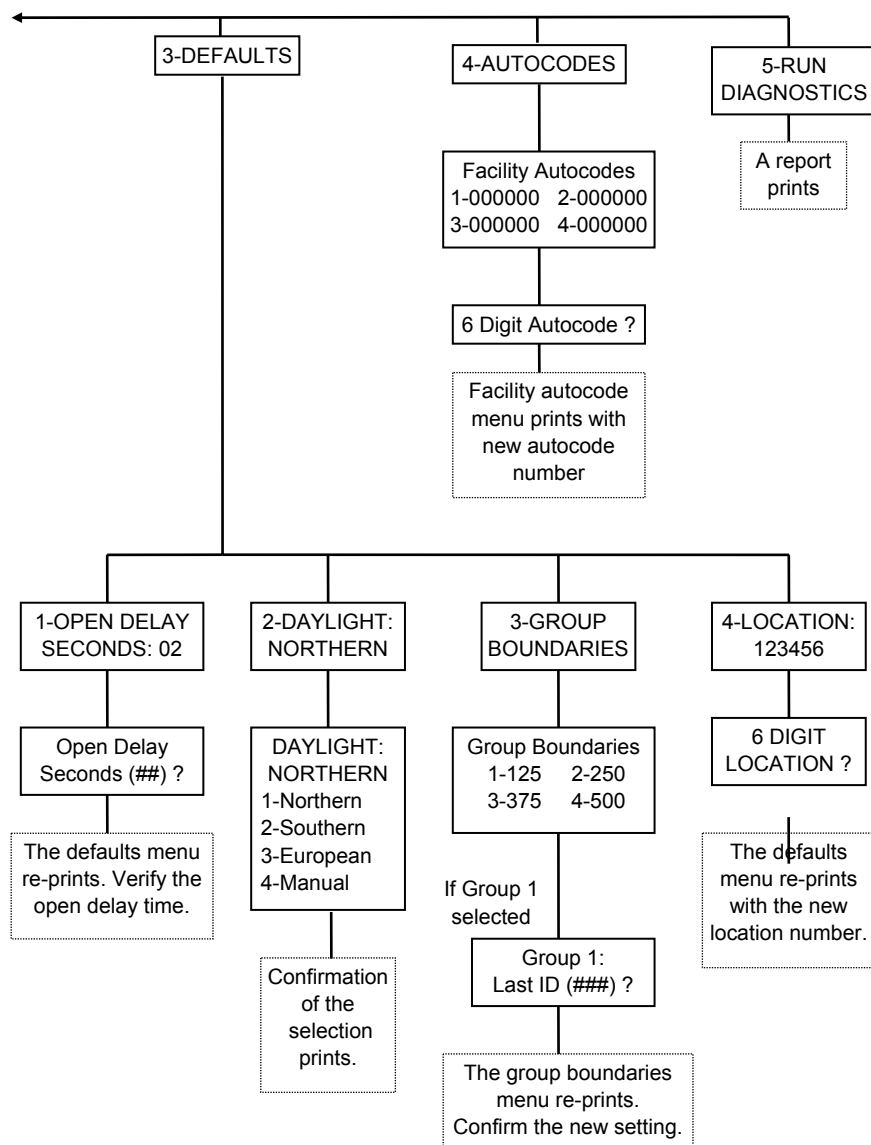 3-DEFAULTS
4-AUTOCODES
5-RUN
DIAGNOSTICS
Facility Autocodes
1-000000 2-000000
3-000000 4-000000
A report
prints
6 Digit Autocode ?
Facility autocode
menu prints with
new autocode
number
1-OPEN DELAY
SECONDS: 02
2-DAYLIGHT:
NORTHERN
3-GROUP
BOUNDARIES
4-LOCATION:
123456
Open Delay
Seconds (##) ?
DAYLIGHT:
NORTHERN
1-Northern
2-Southern
3-European
4-Manual
Group Boundaries
1-125 2-250
3-375 4-500
6 DIGIT
LOCATION ?
The defaults menu
re-prints. Verify the
open delay time.
If Group 1
selected
The defaults
menu re-prints
with the new
location number.
Confirmation
of the
selection
prints.
Group 1:
Last ID (###) ?
The group boundaries
menu re-prints.
Confirm the new setting.